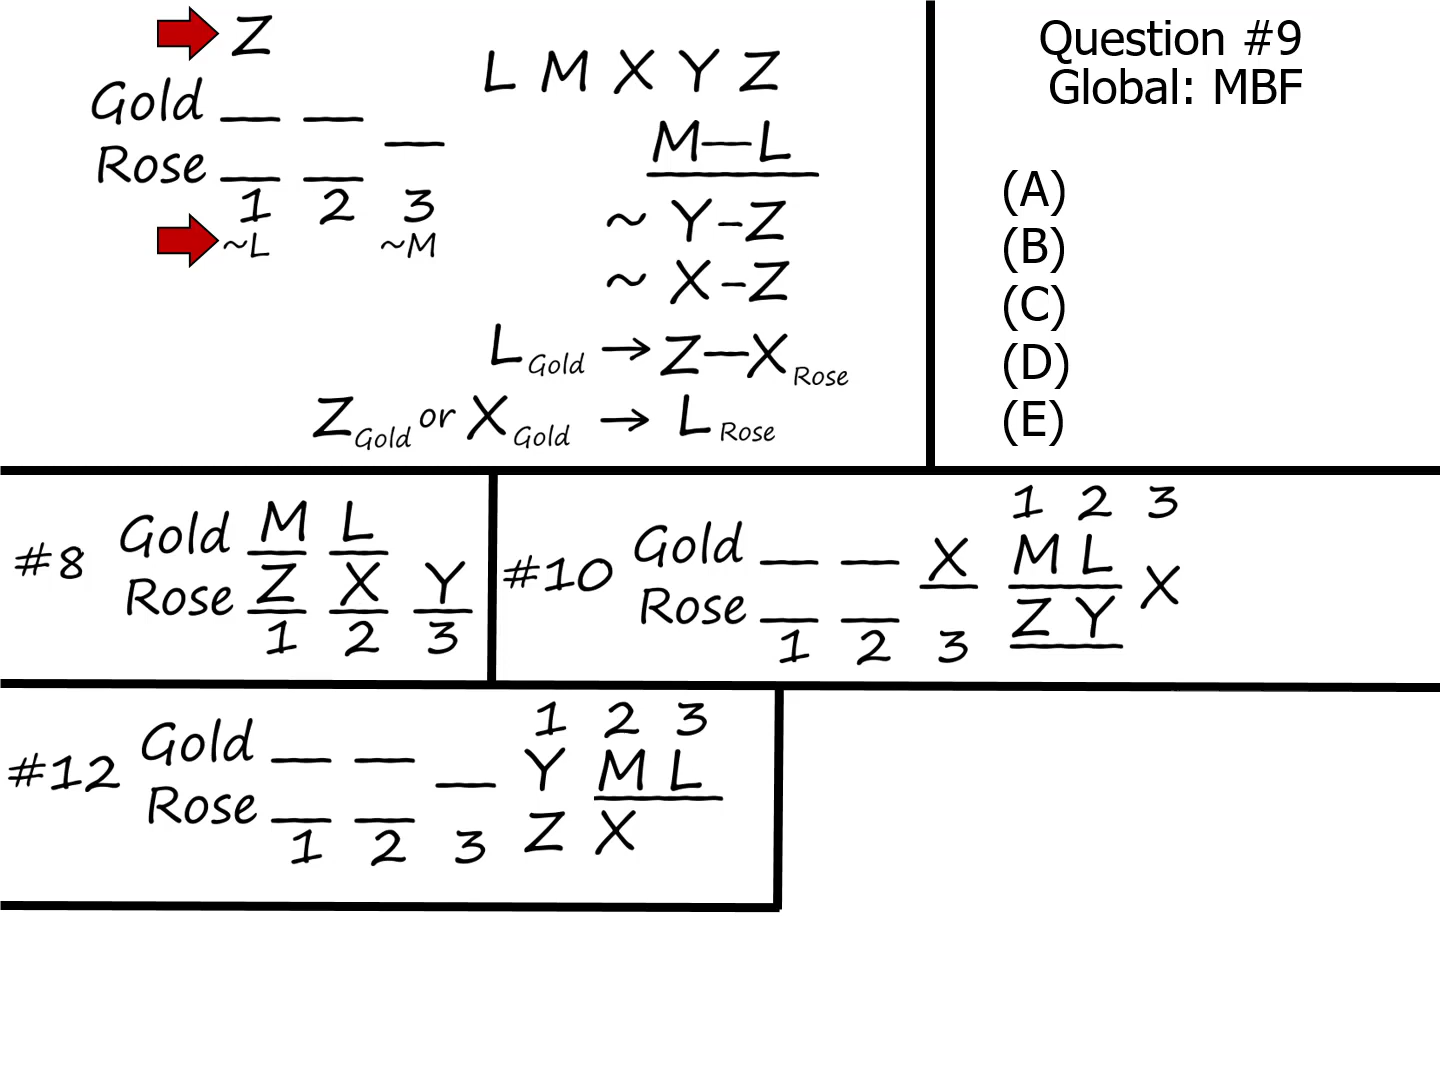 Z
Gold
Rose
1 2 3
~L ~M
L M X Y Z
M—L
~ Y–Z
~ X–Z
L Gold → Z—X Rose
Z Gold or X Gold → L Rose
Question #9
Global: MBF
(A)
(B)
(C)
(D)
(E)
#8 Gold M L
Rose Z X Y
1 2 3
#10 Gold X
Rose
1 2 3
1 2 3
M L
Z Y X
#12 Gold
Rose
1 2 3
1 2 3
Y M L
Z X